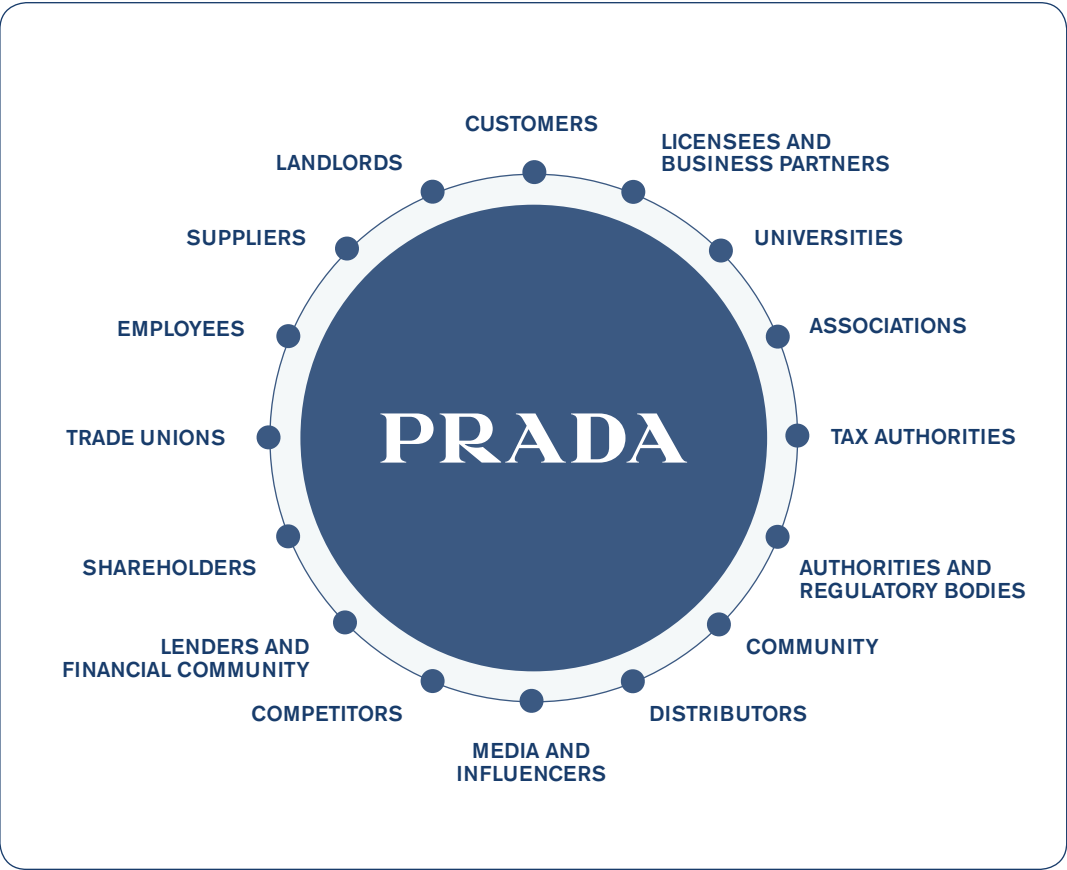 CUSTOMERS
LICENSEES AND
BUSINESS PARTNERS
LANDLORDS
SUPPLIERS
UNIVERSITIES
EMPLOYEES
ASSOCIATIONS
PRADA
TRADE UNIONS
TAX AUTHORITIES
SHAREHOLDERS
AUTHORITIES AND
REGULATORY BODIES
LENDERS AND
FINANCIAL COMMUNITY
COMMUNITY
COMPETITORS
DISTRIBUTORS
MEDIA AND
INFLUENCERS